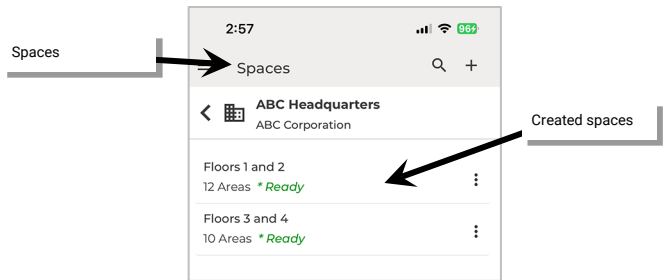 2:57
96
Spaces
Spaces
ABC Headquarters
ABC Corporation
Created spaces
Floors 1 and 2
12 Areas * Ready
Floors 3 and 4
10 Areas * Ready